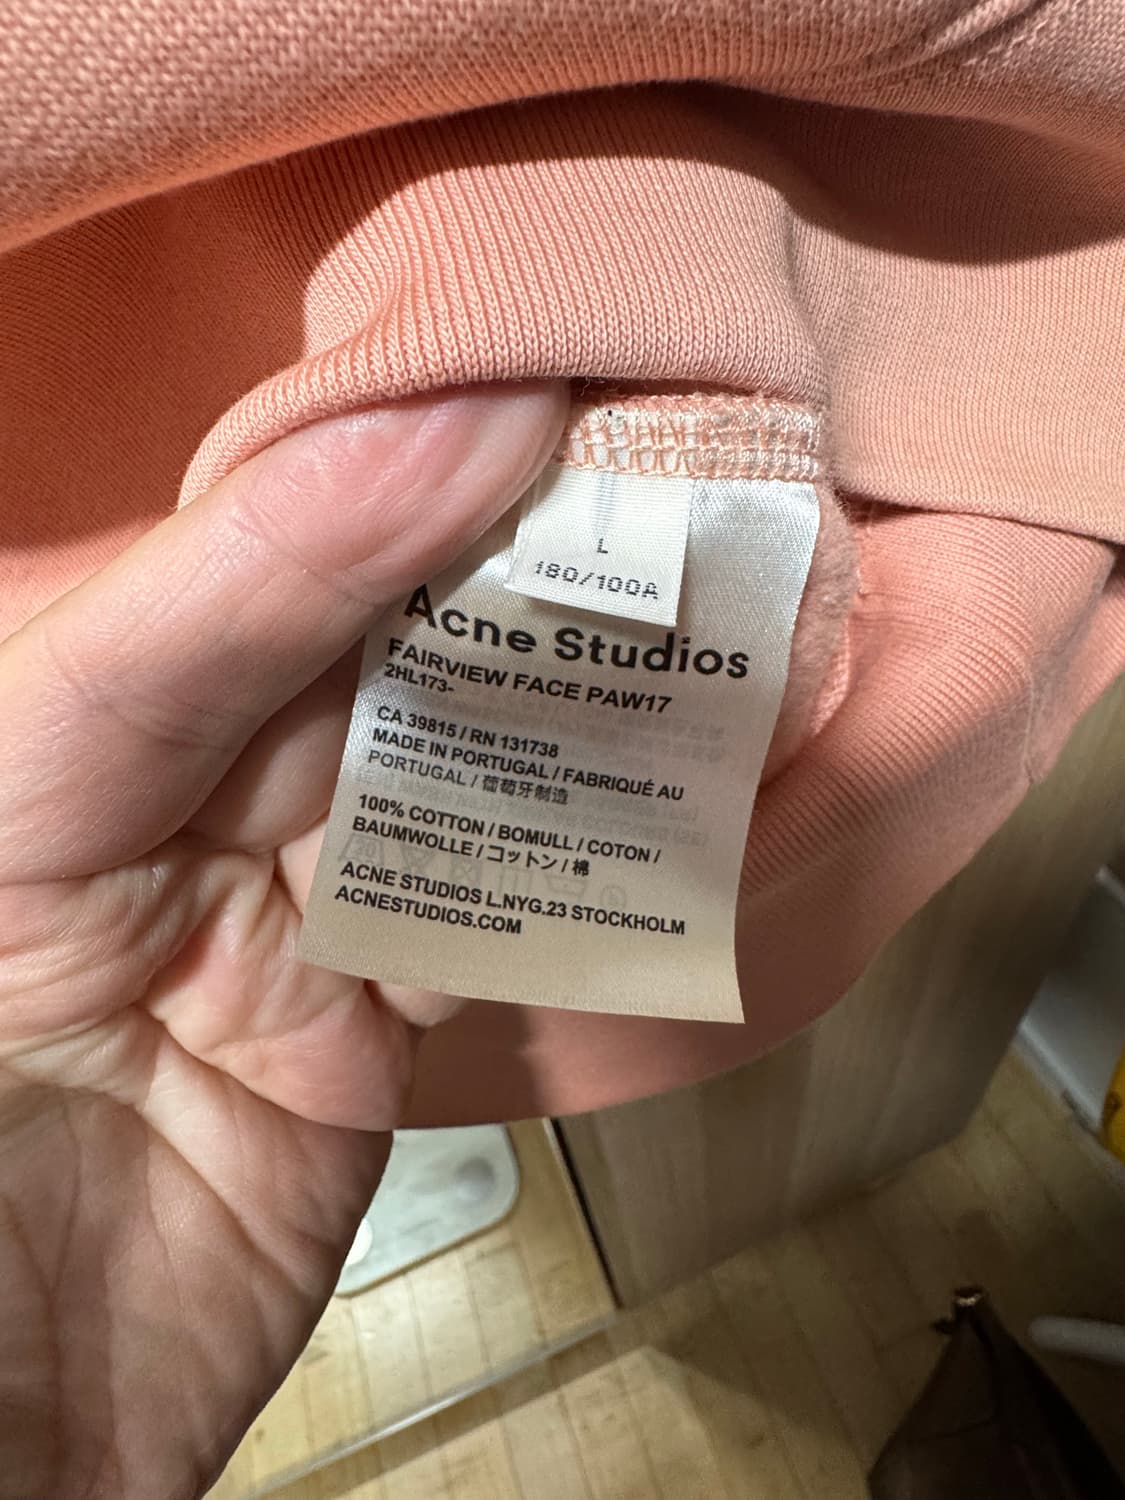 L
180/100A
Acne Studios
FAIRVIEW FACE PAW17
2HL173-
CA 39815 / RN 131738
MADE IN PORTUGAL / FABRIQUÉ AU
PORTUGAL / 葡萄牙制造
100% COTTON / BOMULL / COTON /
BAUMWOLLE / コットン / 棉
ACNE STUDIOS L.NYG.23 STOCKHOLM
ACNESTUDIOS.COM